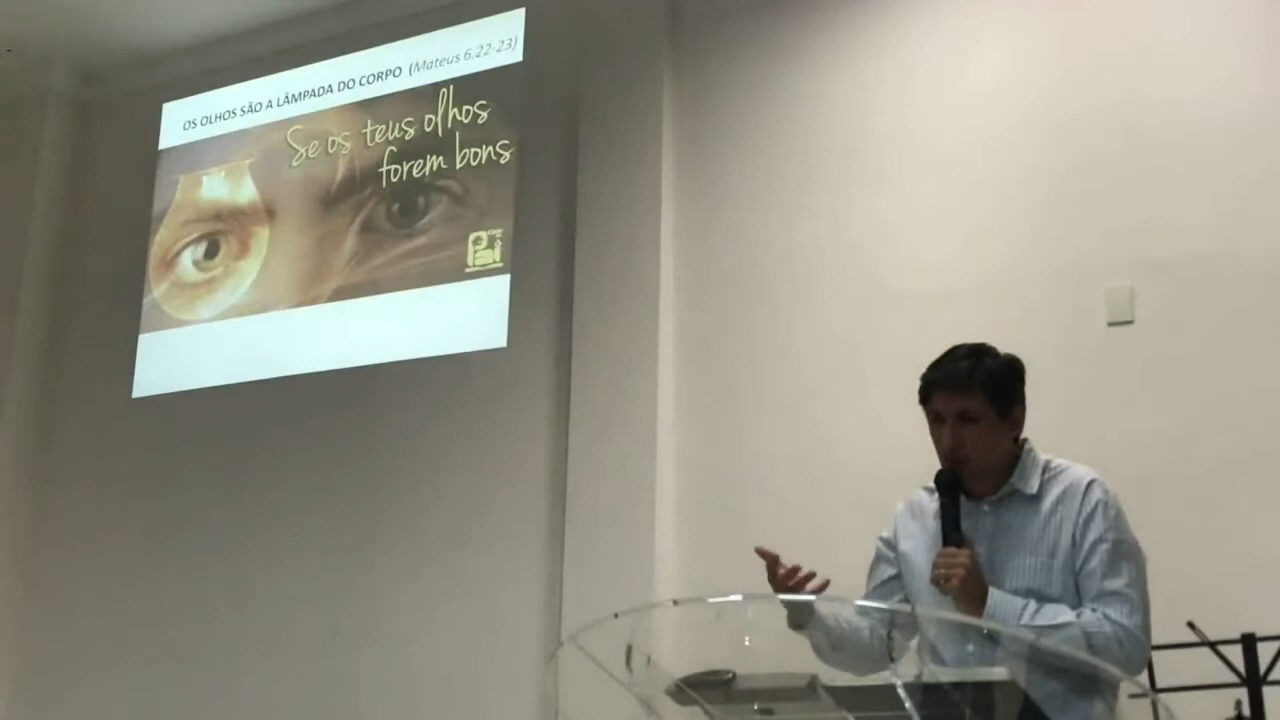 OS OLHOS SÃO A LÂMPADA DO CORPO (Mateus 6.22-23)
Se os teus olhos
forem bons
Pai